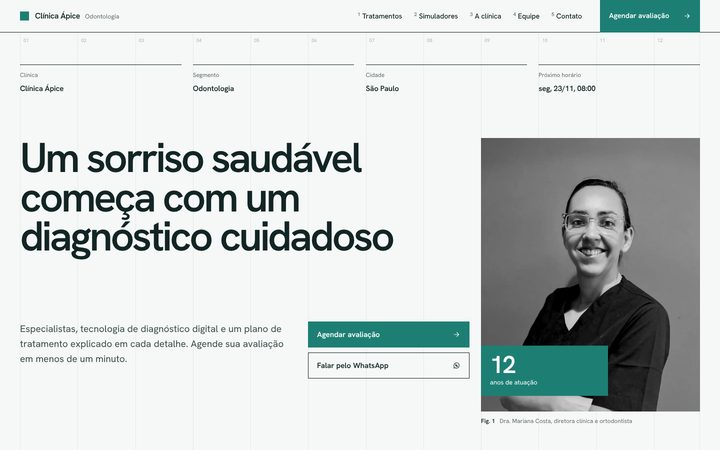 Clínica Ápice Odontologia
1 Tratamentos 2 Simuladores 3 A clínica 4 Equipe 5 Contato
Agendar avaliação →
01 02 03 04 05 06 07 08 09 10 11 12
Clínica Segmento Cidade Próximo horário
Clínica Ápice Odontologia São Paulo seg, 23/11, 08:00
Um sorriso saudável
começa com um
diagnóstico cuidadoso
Especialistas, tecnologia de diagnóstico digital e um plano de
tratamento explicado em cada detalhe. Agende sua avaliação
em menos de um minuto.
Agendar avaliação →
Falar pelo WhatsApp
12
anos de atuação
Fig. 1 Dra. Mariana Costa, diretora clínica e ortodontista